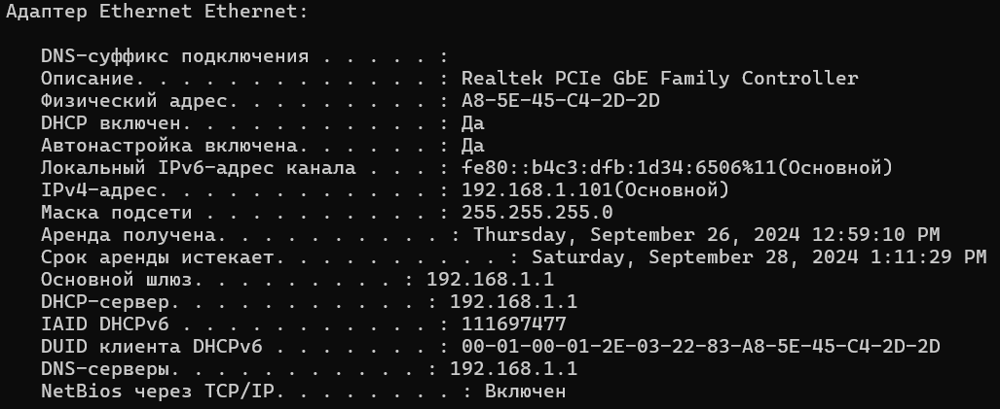 Адаптер Ethernet Ethernet:
DNS-суффикс подключения . . . . . :
Описание. . . . . . . . . . . . . : Realtek PCIe GbE Family Controller
Физический адрес. . . . . . . . . : A8-5E-45-C4-2D-2D
DHCP включен. . . . . . . . . . . : Да
Автонастройка включена. . . . . . : Да
Локальный IPv6-адрес канала . . . : fe80::b4c3:dfb:1d34:6506%11(Основной)
IPv4-адрес. . . . . . . . . . . . : 192.168.1.101(Основной)
Маска подсети . . . . . . . . . . : 255.255.255.0
Аренда получена. . . . . . . . . . : Thursday, September 26, 2024 12:59:10 PM
Срок аренды истекает. . . . . . . . . . : Saturday, September 28, 2024 1:11:29 PM
Основной шлюз. . . . . . . . . : 192.168.1.1
DHCP-сервер. . . . . . . . . . . : 192.168.1.1
IAID DHCPv6 . . . . . . . . . . . : 111697477
DUID клиента DHCPv6 . . . . . . . : 00-01-00-01-2E-03-22-83-A8-5E-45-C4-2D-2D
DNS-серверы. . . . . . . . . . . : 192.168.1.1
NetBios через TCP/IP. . . . . . . . : Включен